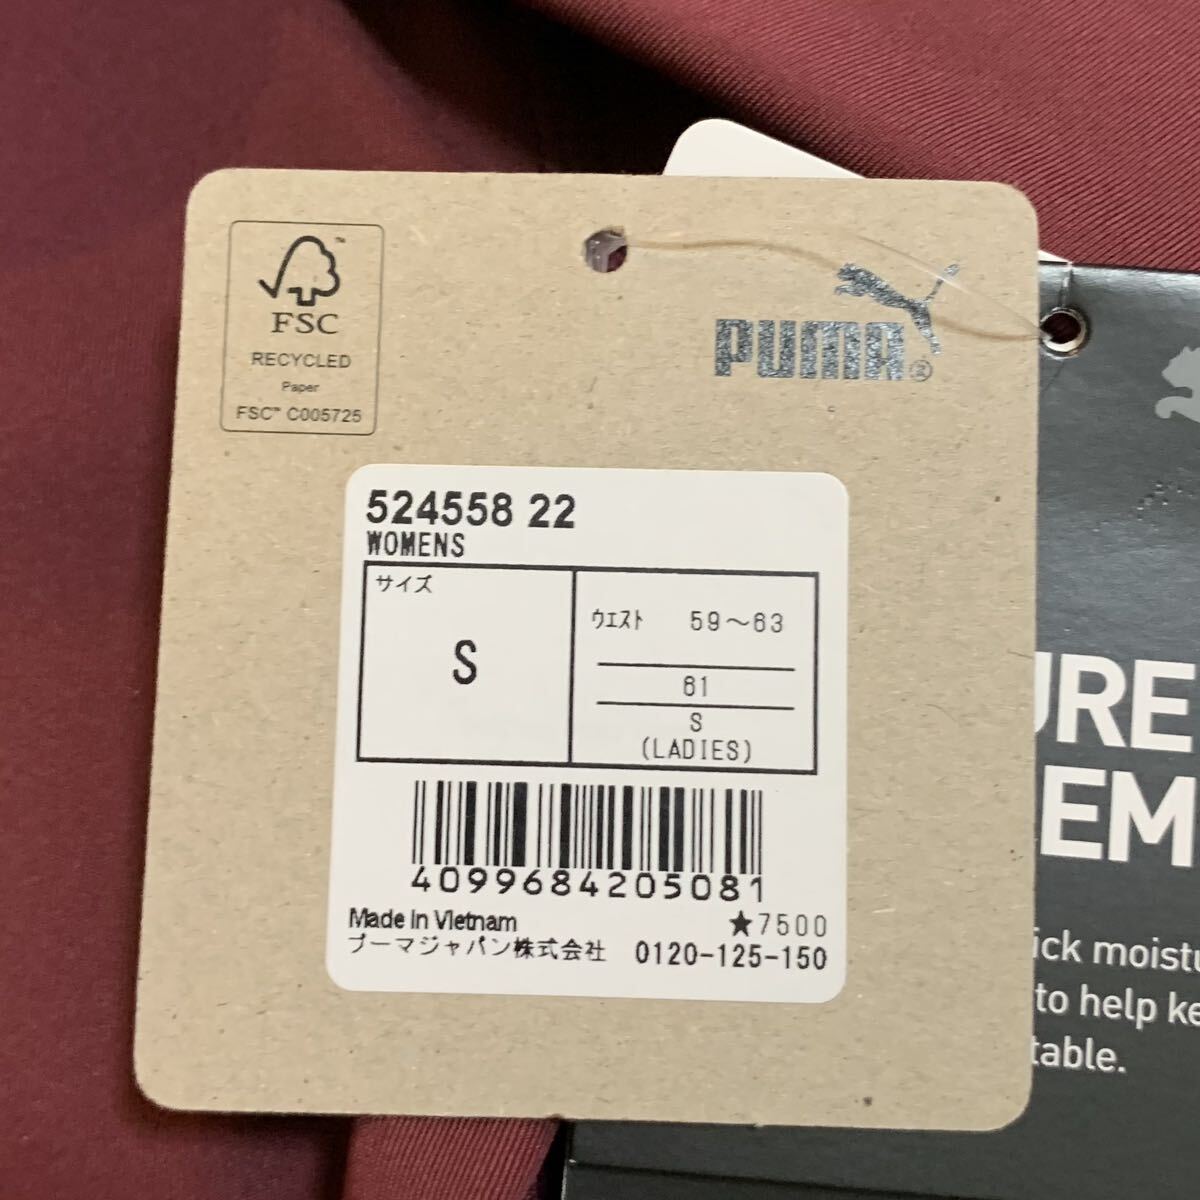 FSC™
RECYCLED
Paper
FSC™ C005725
PUMA®
524558 22
WOMENS
サイズ
S
ウエスト 59～63
61
S
(LADIES)
4099684205081
Made In Vietnam
★7500
プーマジャパン株式会社 0120-125-150
URE
EM
ick moistu
to help ke
table.